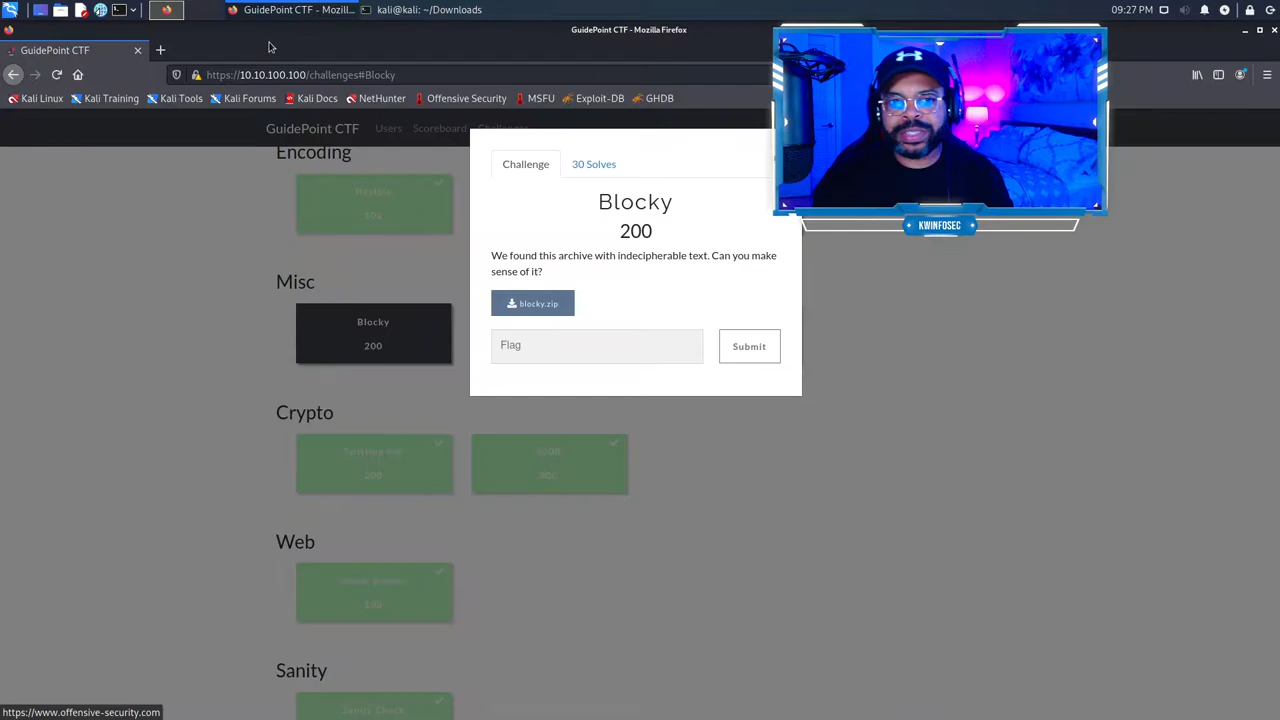 GuidePoint CTF - Mozill...
kali@kali: ~/Downloads
09:27 PM
GuidePoint CTF - Mozilla Firefox
GuidePoint CTF
https://10.10.100.100/challenges#Blocky
Kali Linux
Kali Training
Kali Tools
Kali Forums
Kali Docs
NetHunter
Offensive Security
MSFU
Exploit-DB
GHDB
GuidePoint CTF
Users
Scoreboard
Challenges
Encoding
Misc
Blocky
200
Crypto
200
Web
Sanity
Sanity Check
Challenge
30 Solves
Blocky
200
We found this archive with indecipherable text. Can you make
sense of it?
blocky.zip
Flag
Submit
KWINFOSEC
https://www.offensive-security.com